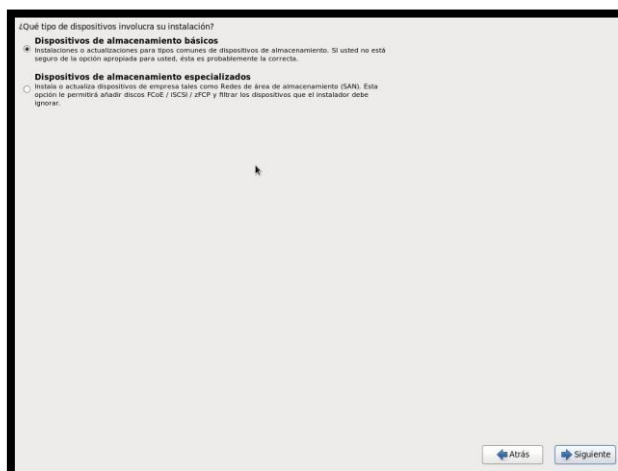 ¿Qué tipo de dispositivos involucra su instalación?
Dispositivos de almacenamiento básicos
Instalaciones o actualizaciones para tipos comunes de dispositivos de almacenamiento. Si usted no está
seguro de la opción apropiada para usted, ésta es probablemente la correcta.
Dispositivos de almacenamiento especializados
Instala o actualiza dispositivos de empresa tales como Redes de área de almacenamiento (SAN). Esta
opción le permitirá añadir discos FCoE / iSCSI / zFCP y filtrar los dispositivos que el instalador debe
ignorar.
Atrás
Siguiente